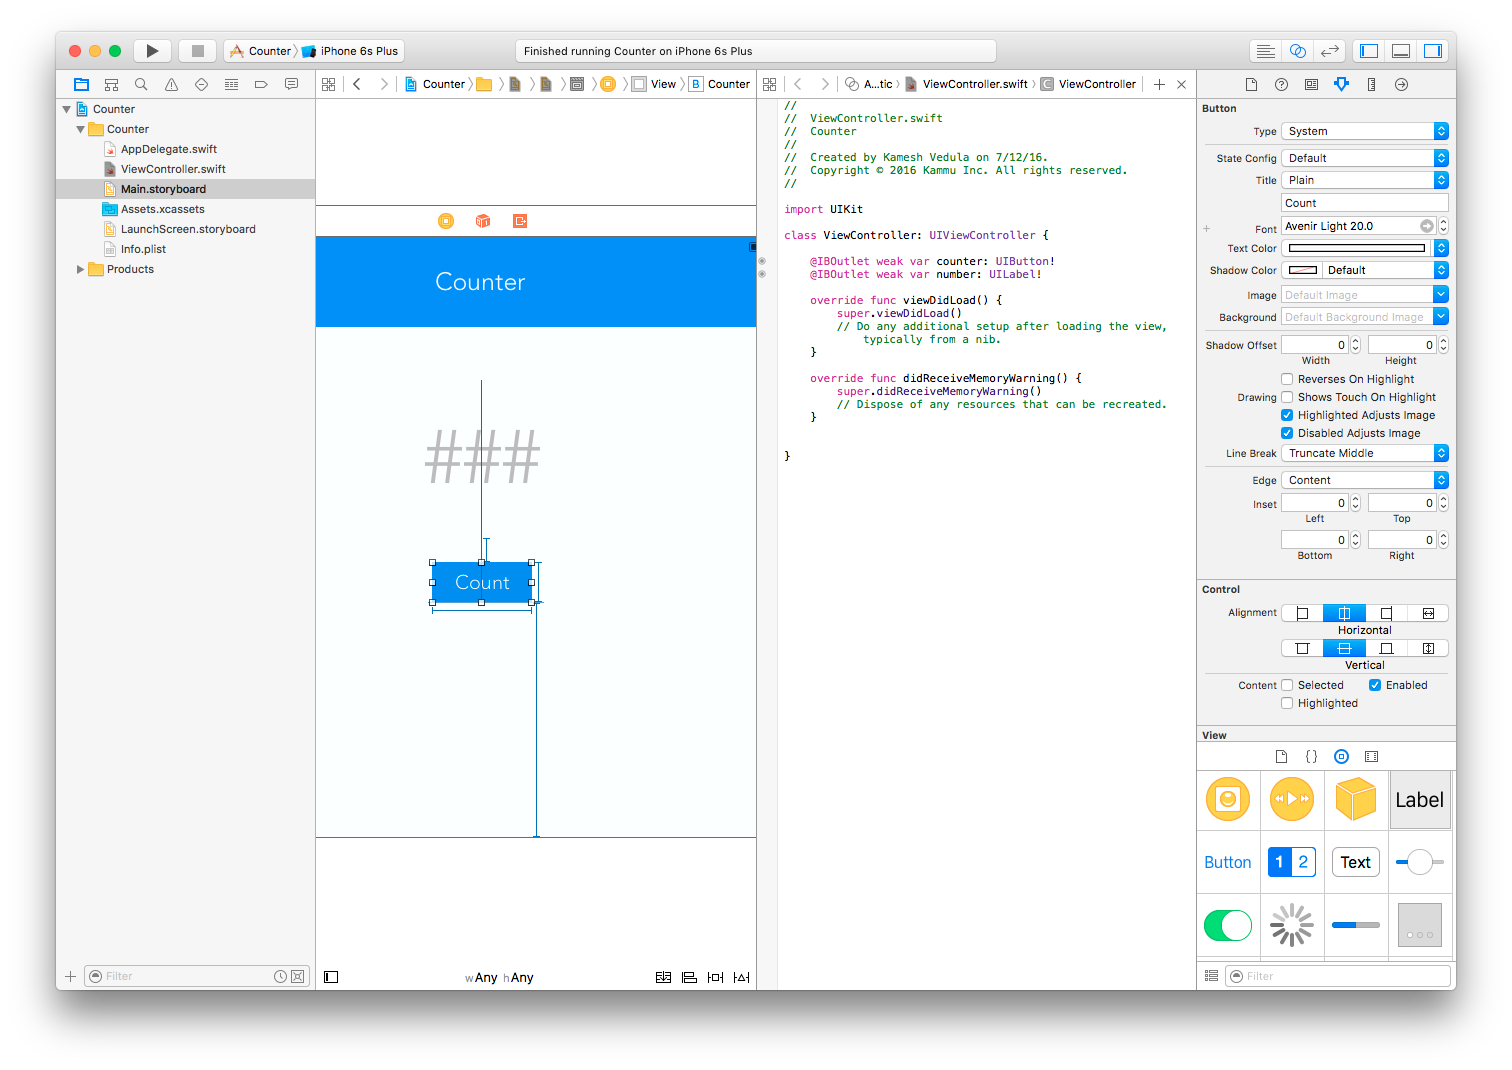 Counter
iPhone 6s Plus
Finished running Counter on iPhone 6s Plus
Counter
View
B
Counter
A...tic
ViewController.swift
C
ViewController
Counter
Counter
AppDelegate.swift
ViewController.swift
Main.storyboard
Assets.xcassets
LaunchScreen.storyboard
Info.plist
Products
Filter
Counter
###
Count
wAny hAny
//
//  ViewController.swift
//  Counter
//
//  Created by Kamesh Vedula on 7/12/16.
//  Copyright © 2016 Kammu Inc. All rights reserved.
//
import UIKit
class ViewController: UIViewController {
@IBOutlet weak var counter: UIButton!
@IBOutlet weak var number: UILabel!
override func viewDidLoad() {
super.viewDidLoad()
// Do any additional setup after loading the view,
typically from a nib.
}
override func didReceiveMemoryWarning() {
super.didReceiveMemoryWarning()
// Dispose of any resources that can be recreated.
}
}
Button
Type System
State Config Default
Title Plain
Count
Font Avenir Light 20.0
Text Color
Shadow Color Default
Image Default Image
Background Default Background Image
Shadow Offset 0 0
Width Height
Reverses On Highlight
Drawing Shows Touch On Highlight
Highlighted Adjusts Image
Disabled Adjusts Image
Line Break Truncate Middle
Edge Content
Inset 0 0
Left Top
0 0
Bottom Right
Control
Alignment
Horizontal
Vertical
Content Selected Enabled
Highlighted
View
{}
Label
Button
1 2
Text
Filter